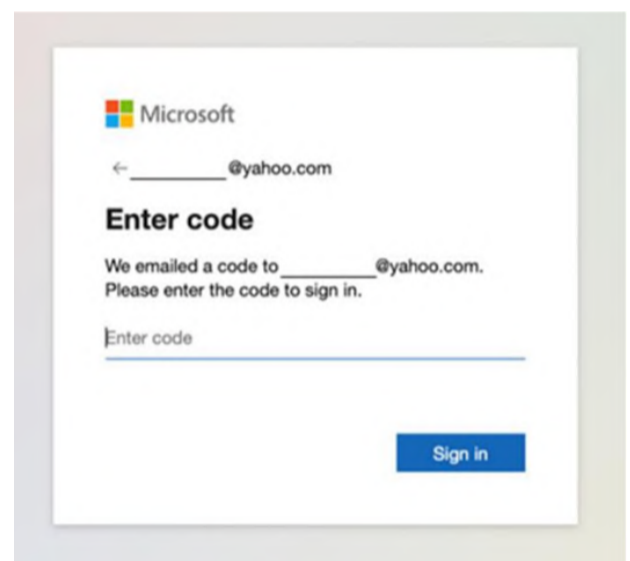 Microsoft
← _________@yahoo.com
Enter code
We emailed a code to _________@yahoo.com.
Please enter the code to sign in.
Enter code
Sign in